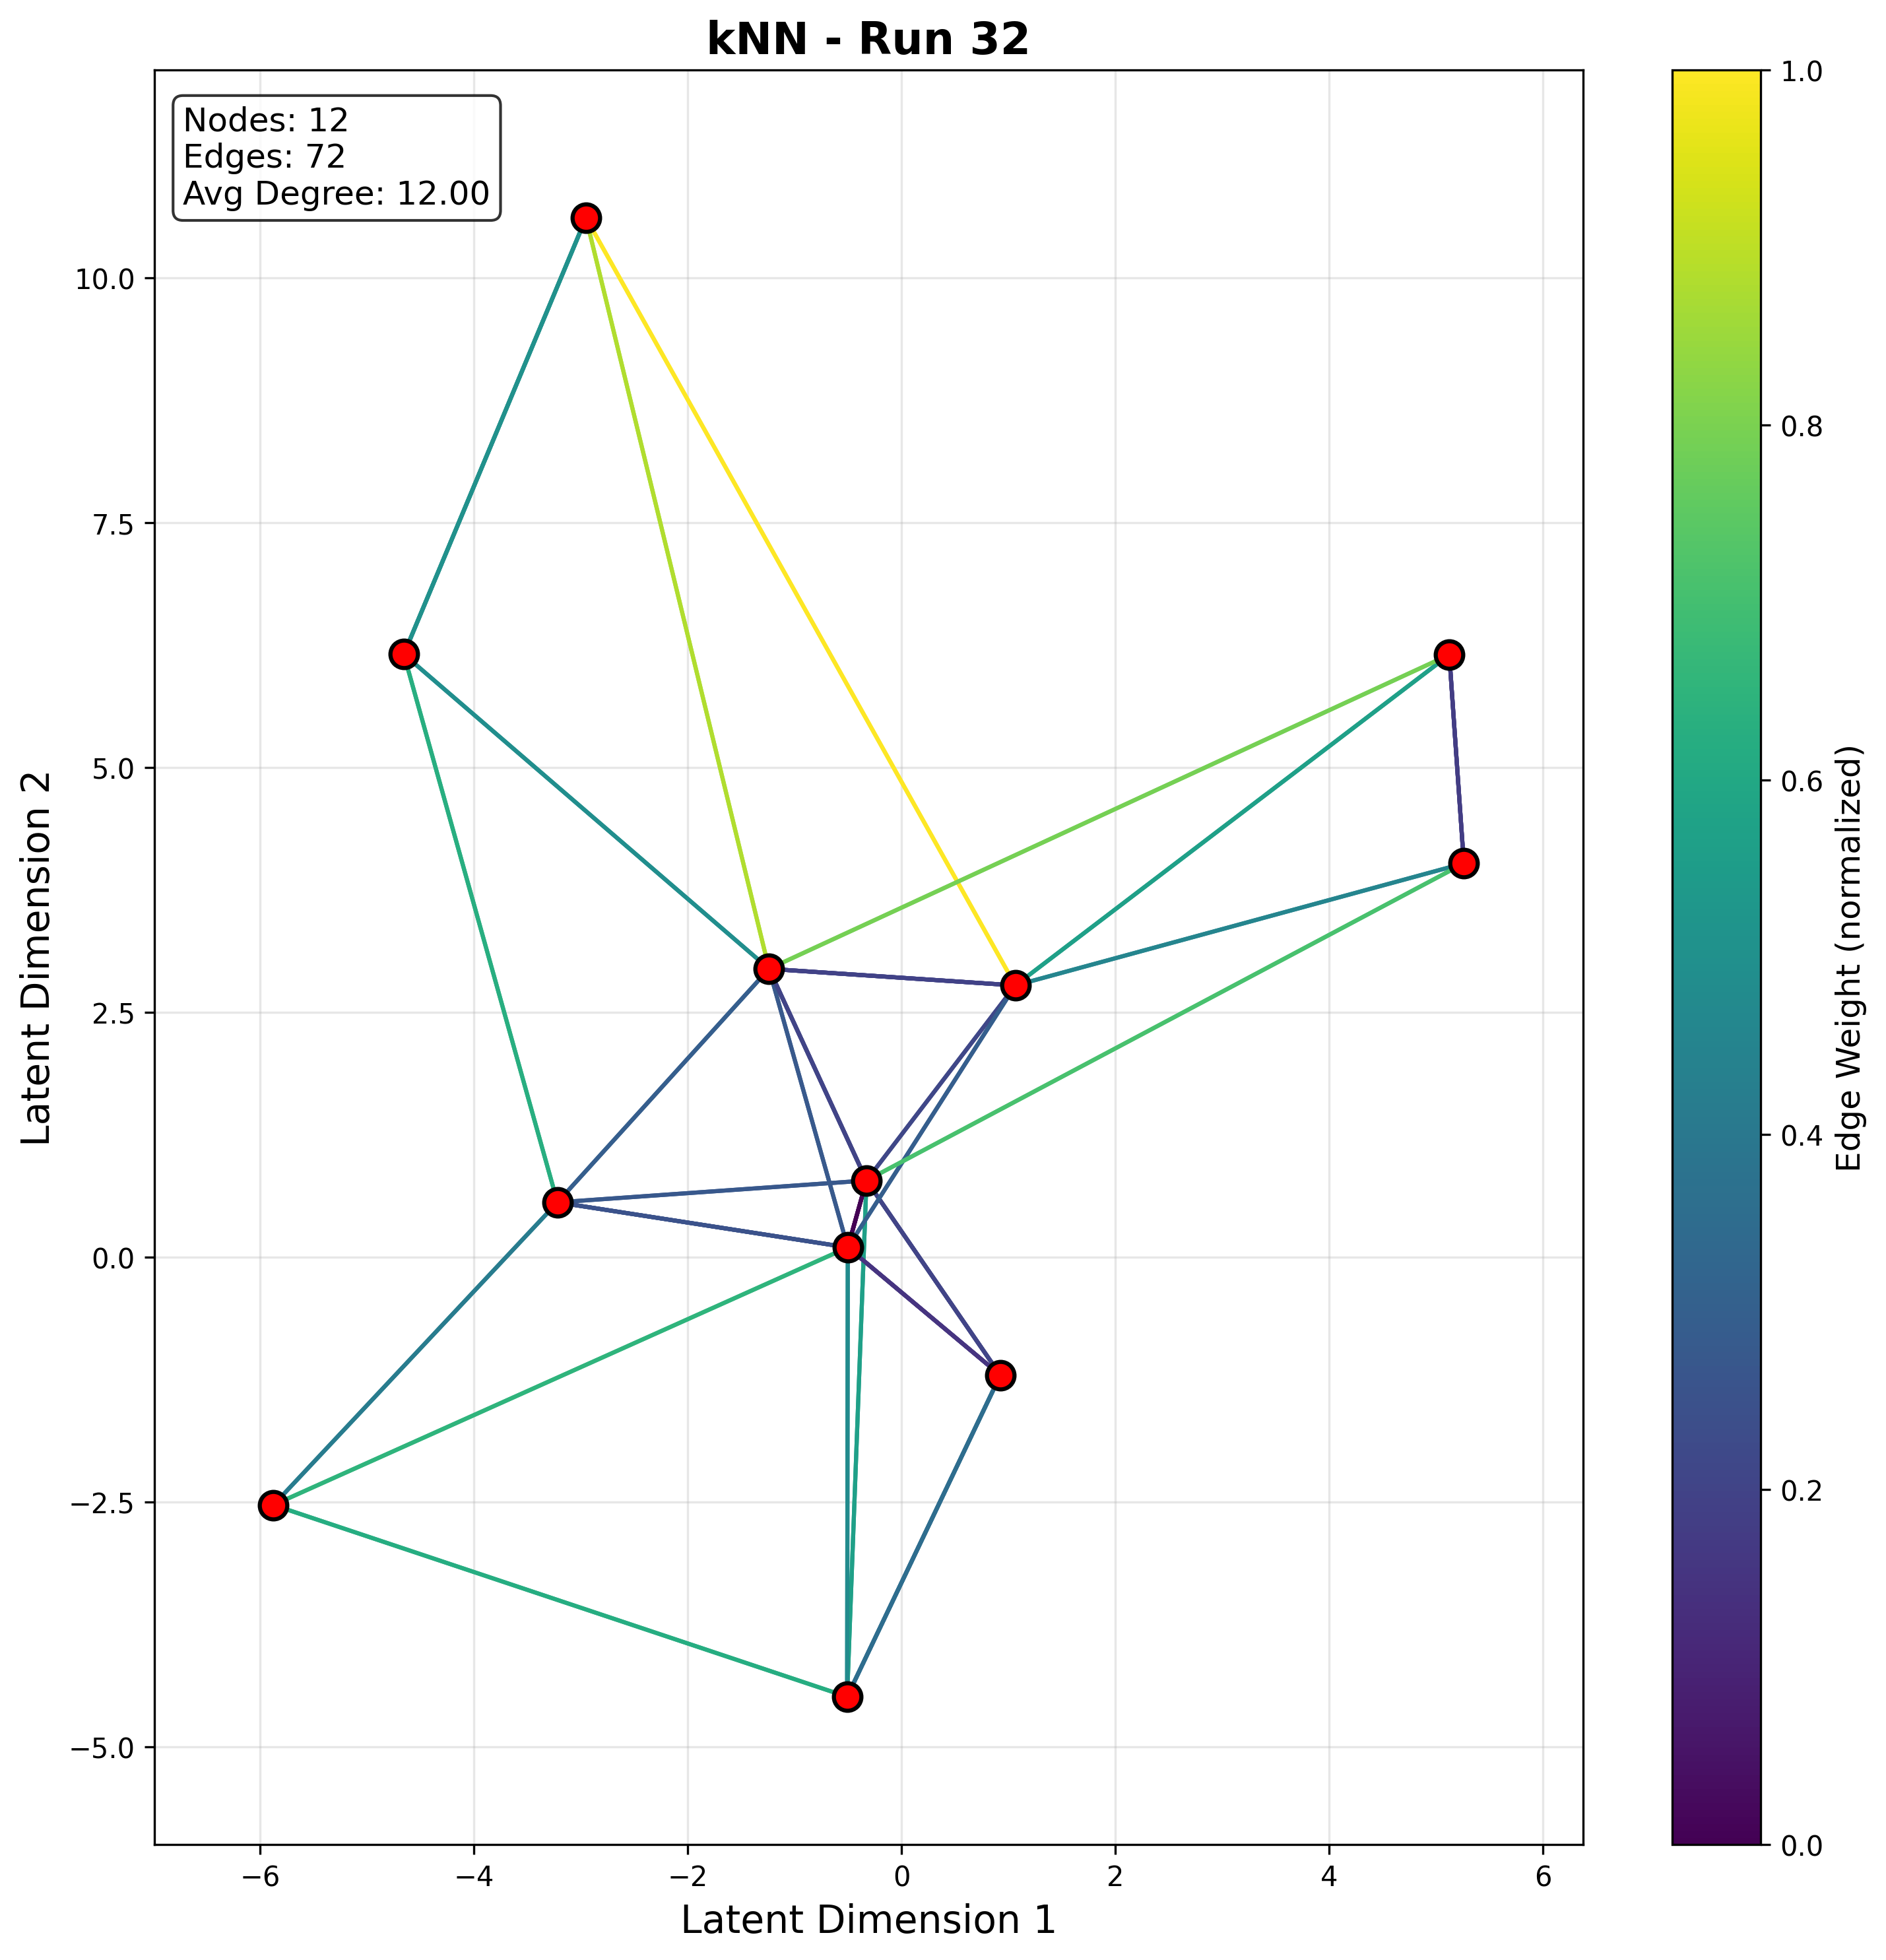 kNN - Run 32
Nodes: 12
Edges: 72
Avg Degree: 12.00
10.0
7.5
5.0
2.5
0.0
−2.5
−5.0
Latent Dimension 2
−6
−4
−2
0
2
4
6
Latent Dimension 1
1.0
0.8
0.6
0.4
0.2
0.0
Edge Weight (normalized)